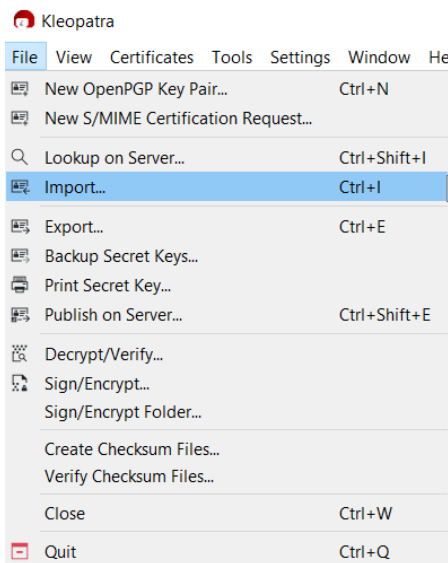 Kleopatra
File View Certificates Tools Settings Window He
New OpenPGP Key Pair... Ctrl+N
New S/MIME Certification Request...
Lookup on Server... Ctrl+Shift+I
Import... Ctrl+I
Export... Ctrl+E
Backup Secret Keys...
Print Secret Key...
Publish on Server... Ctrl+Shift+E
Decrypt/Verify...
Sign/Encrypt...
Sign/Encrypt Folder...
Create Checksum Files...
Verify Checksum Files...
Close Ctrl+W
Quit Ctrl+Q